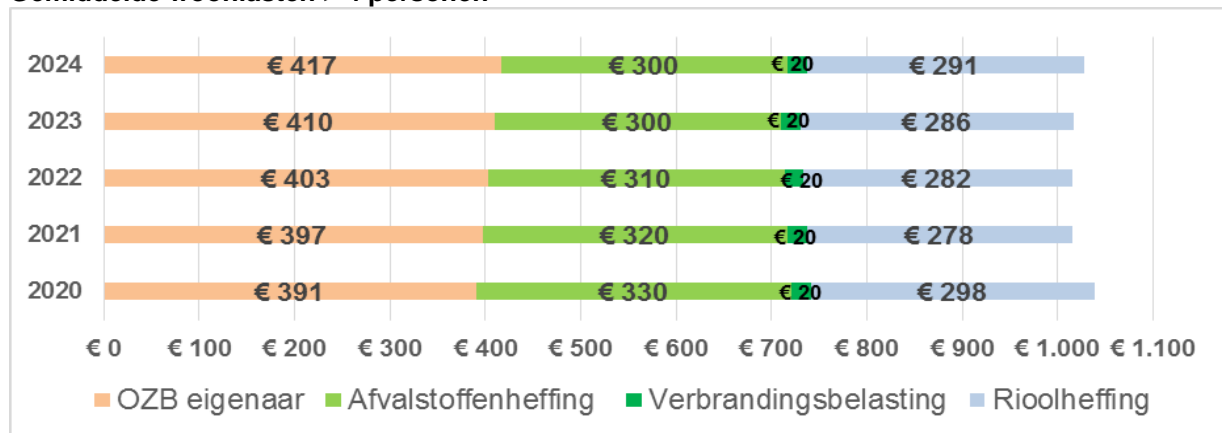 2024 € 417 € 300 € 20 € 291
2023 € 410 € 300 € 20 € 286
2022 € 403 € 310 € 20 € 282
2021 € 397 € 320 € 20 € 278
2020 € 391 € 330 € 20 € 298
€ 0 € 100 € 200 € 300 € 400 € 500 € 600 € 700 € 800 € 900 € 1.000 € 1.100
OZB eigenaar Afvalstoffenheffing Verbrandingsbelasting Rioolheffing